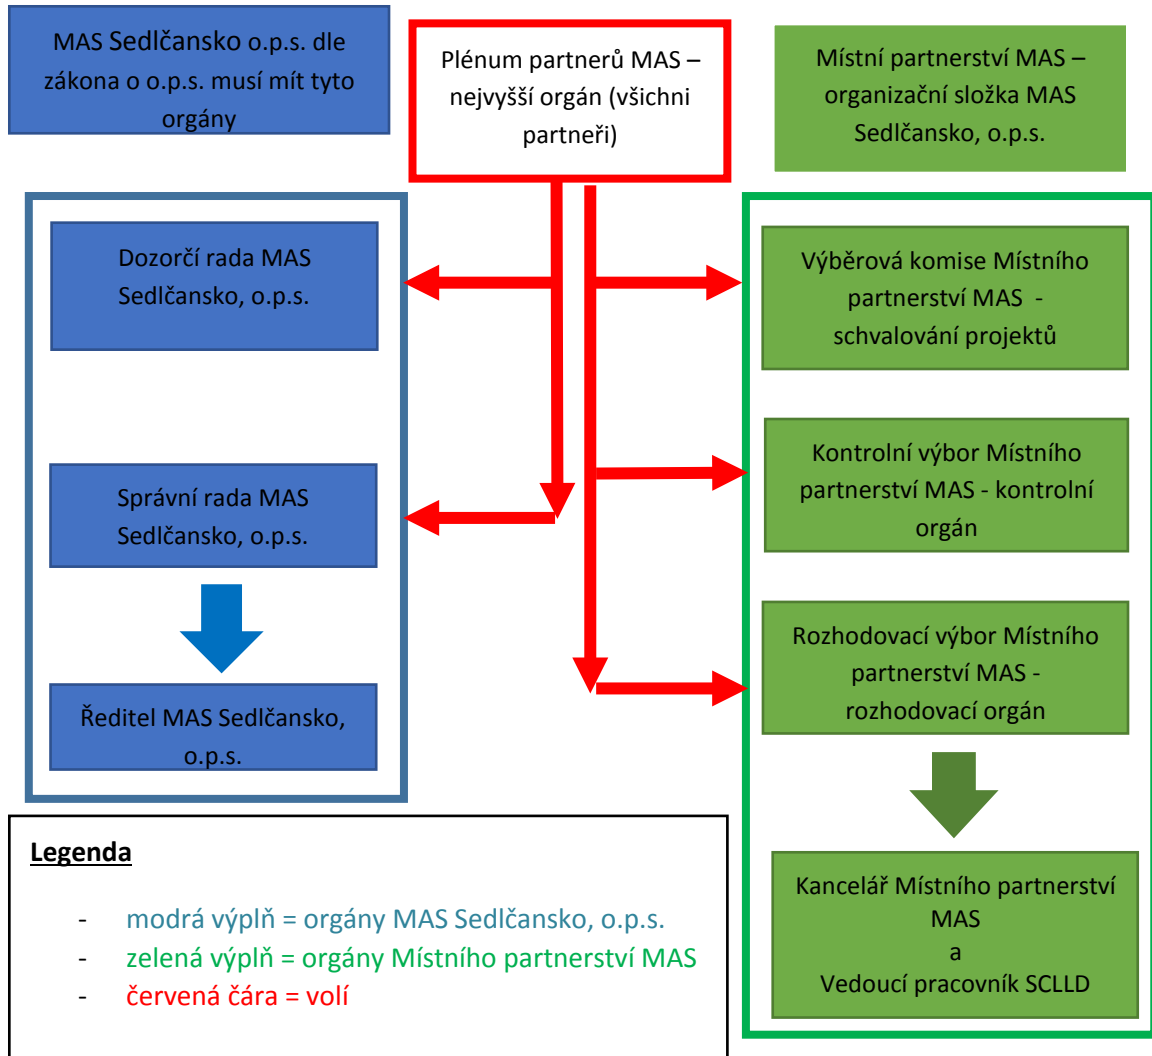 MAS Sedlčansko o.p.s. dle
zákona o o.p.s. musí mít tyto
orgány
Plénum partnerů MAS –
nejvyšší orgán (všichni
partneři)
Místní partnerství MAS –
organizační složka MAS
Sedlčansko, o.p.s.
Dozorčí rada MAS
Sedlčansko, o.p.s.
Správní rada MAS
Sedlčansko, o.p.s.
Ředitel MAS Sedlčansko,
o.p.s.
Výběrová komise Místního
partnerství MAS -
schvalování projektů
Kontrolní výbor Místního
partnerství MAS - kontrolní
orgán
Rozhodovací výbor Místního
partnerství MAS -
rozhodovací orgán
Kancelář Místního partnerství
MAS
a
Vedoucí pracovník SCLLD
Legenda
- modrá výplň = orgány MAS Sedlčansko, o.p.s.
- zelená výplň = orgány Místního partnerství MAS
- červená čára = volí